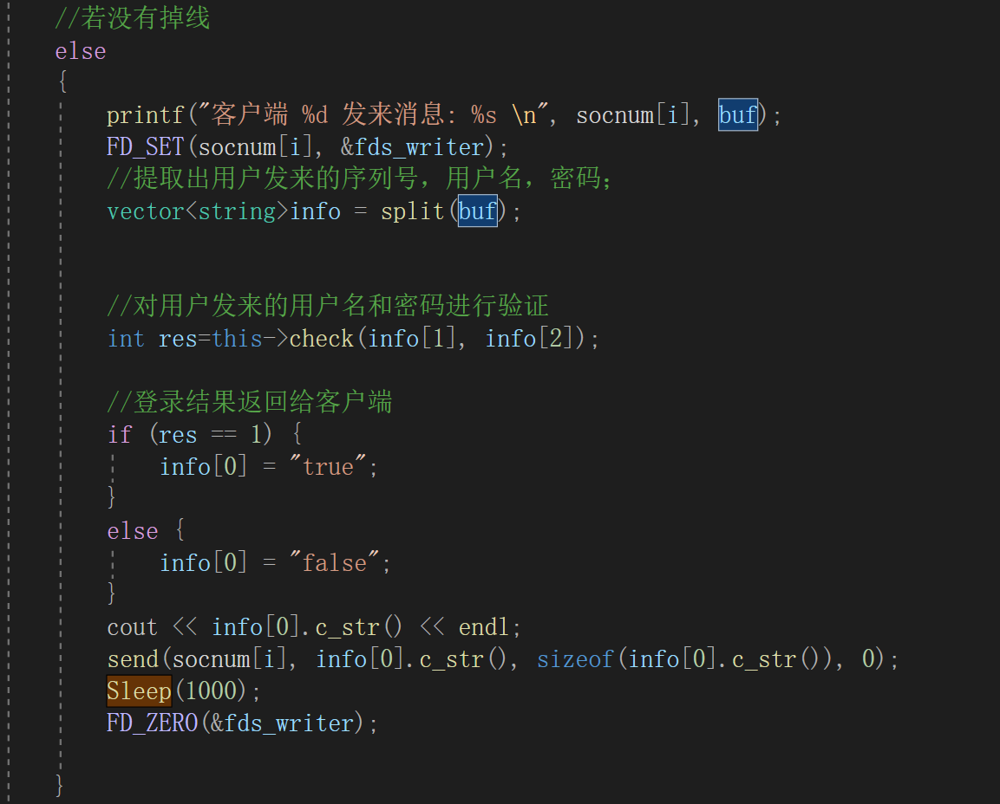 //若没有掉线
else
{
printf("客户端 %d 发来消息: %s \n", socnum[i], buf);
FD_SET(socnum[i], &fds_writer);
//提取出用户发来的序列号，用户名，密码；
vector<string>info = split(buf);
//对用户发来的用户名和密码进行验证
int res=this->check(info[1], info[2]);
//登录结果返回给客户端
if (res == 1) {
info[0] = "true";
}
else {
info[0] = "false";
}
cout << info[0].c_str() << endl;
send(socnum[i], info[0].c_str(), sizeof(info[0].c_str()), 0);
Sleep(1000);
FD_ZERO(&fds_writer);
}